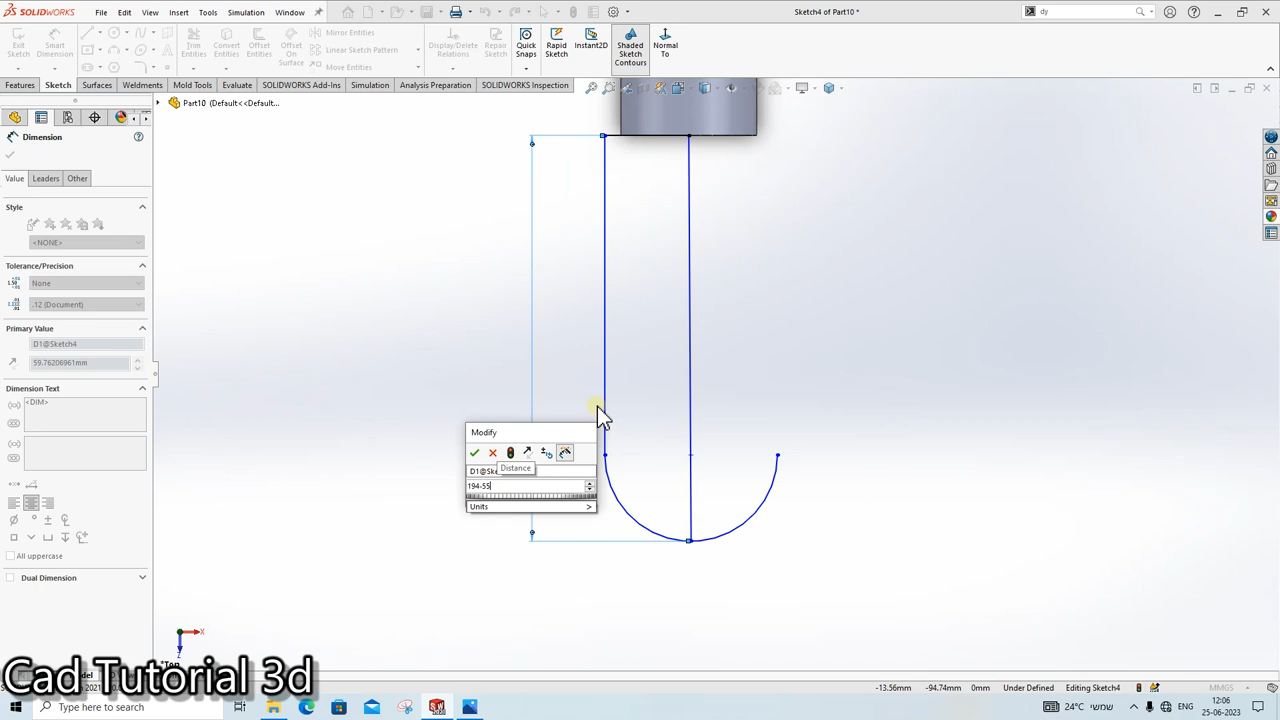 SOLIDWORKS File Edit View Insert Tools Simulation Window Sketch4 of Part10 * dy
Exit Sketch Smart Dimension Trim Entities Convert Entities Offset Entities Offset On Surface Mirror Entities Linear Sketch Pattern Move Entities Display/Delete Relations Repair Sketch Quick Snaps Rapid Sketch Instant2D Shaded Sketch Contours Normal To
Features Sketch Surfaces Weldments Mold Tools Evaluate SOLIDWORKS Add-Ins Simulation MBD Analysis Preparation SOLIDWORKS Inspection
Part10 (Default<<Default...
Dimension
Value Leaders Other
Style
<NONE>
Tolerance/Precision
None
.12 (Document)
Primary Value
D1@Sketch4
59.76206961mm
Dimension Text
<DIM>
All uppercase
Dual Dimension
Modify
Distance
D1@Ske
194-55
Units
X
Z
*Top
Cad Tutorial 3d
-13.56mm -94.74mm 0mm Under Defined Editing Sketch4 MMGS
Type here to search
24°C שמשי ENG 12:06
25-06-2023